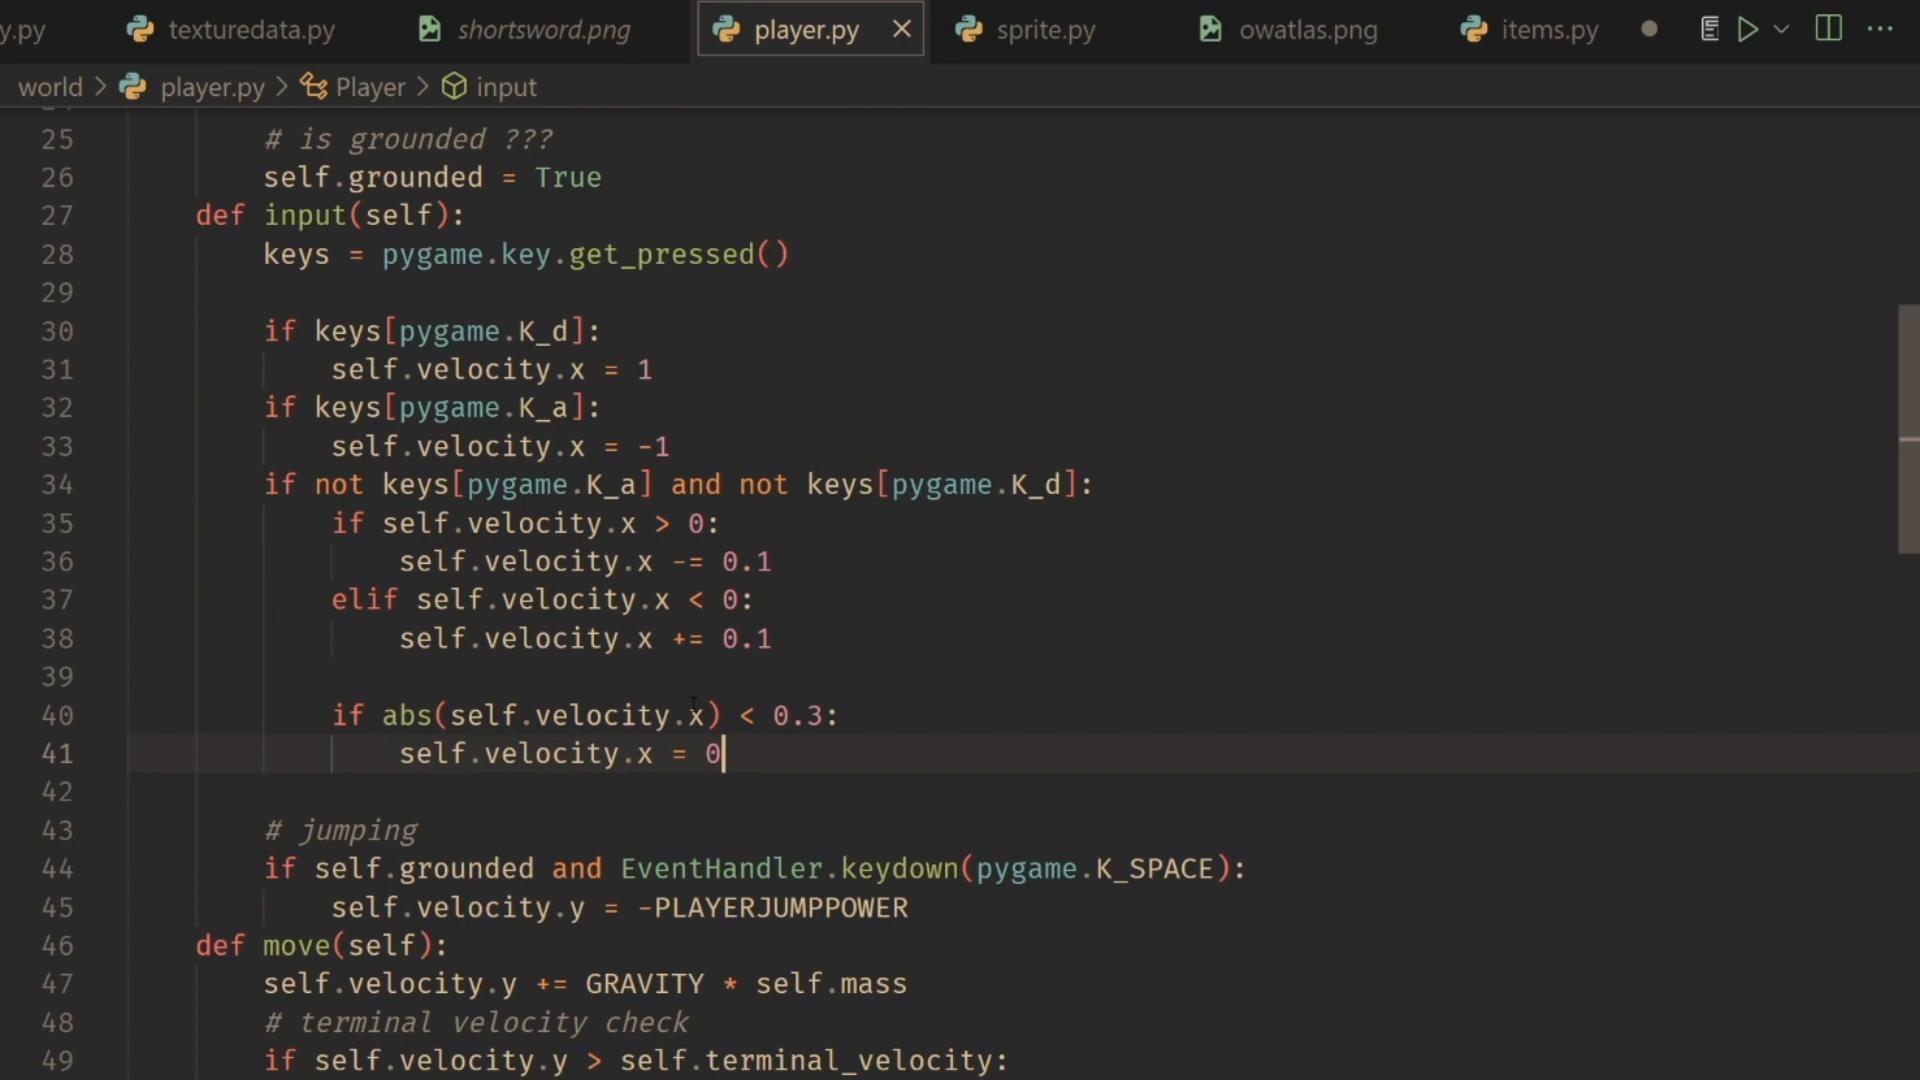 y.py texturedata.py shortsword.png player.py sprite.py owatlas.png items.py
world > player.py > Player > input
25 # is grounded ???
26 self.grounded = True
27 def input(self):
28 keys = pygame.key.get_pressed()
29
30 if keys[pygame.K_d]:
31 self.velocity.x = 1
32 if keys[pygame.K_a]:
33 self.velocity.x = -1
34 if not keys[pygame.K_a] and not keys[pygame.K_d]:
35 if self.velocity.x > 0:
36 self.velocity.x -= 0.1
37 elif self.velocity.x < 0:
38 self.velocity.x += 0.1
39
40 if abs(self.velocity.x) < 0.3:
41 self.velocity.x = 0
42
43 # jumping
44 if self.grounded and EventHandler.keydown(pygame.K_SPACE):
45 self.velocity.y = -PLAYERJUMPPOWER
46 def move(self):
47 self.velocity.y += GRAVITY * self.mass
48 # terminal velocity check
49 if self.velocity.y > self.terminal_velocity: